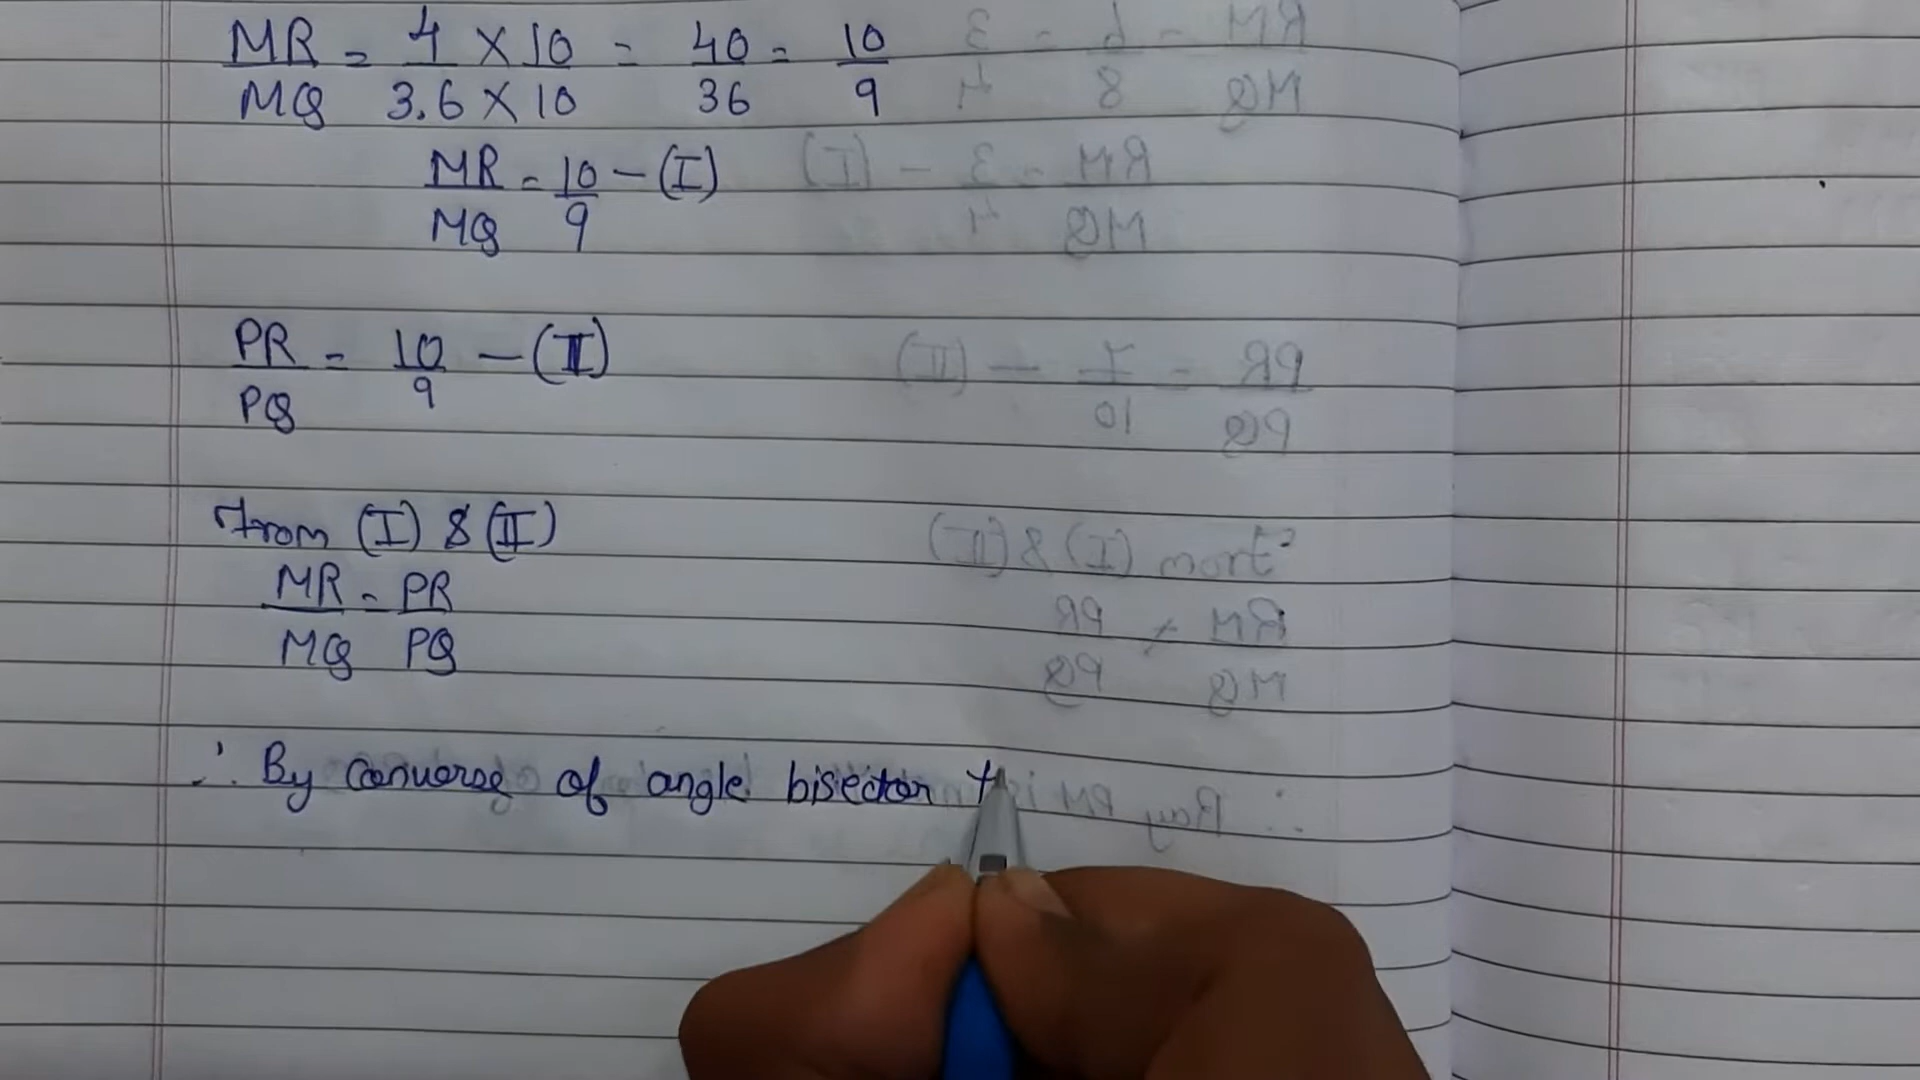 MR/MQ = 4 × 10/3.6 × 10 = 40/36 = 10/9
MR/MQ = 10/9 - (I)
PR/PQ = 10/9 - (II)
from (I) & (II)
MR/MQ = PR/PQ
∴ By converse of angle bisector t